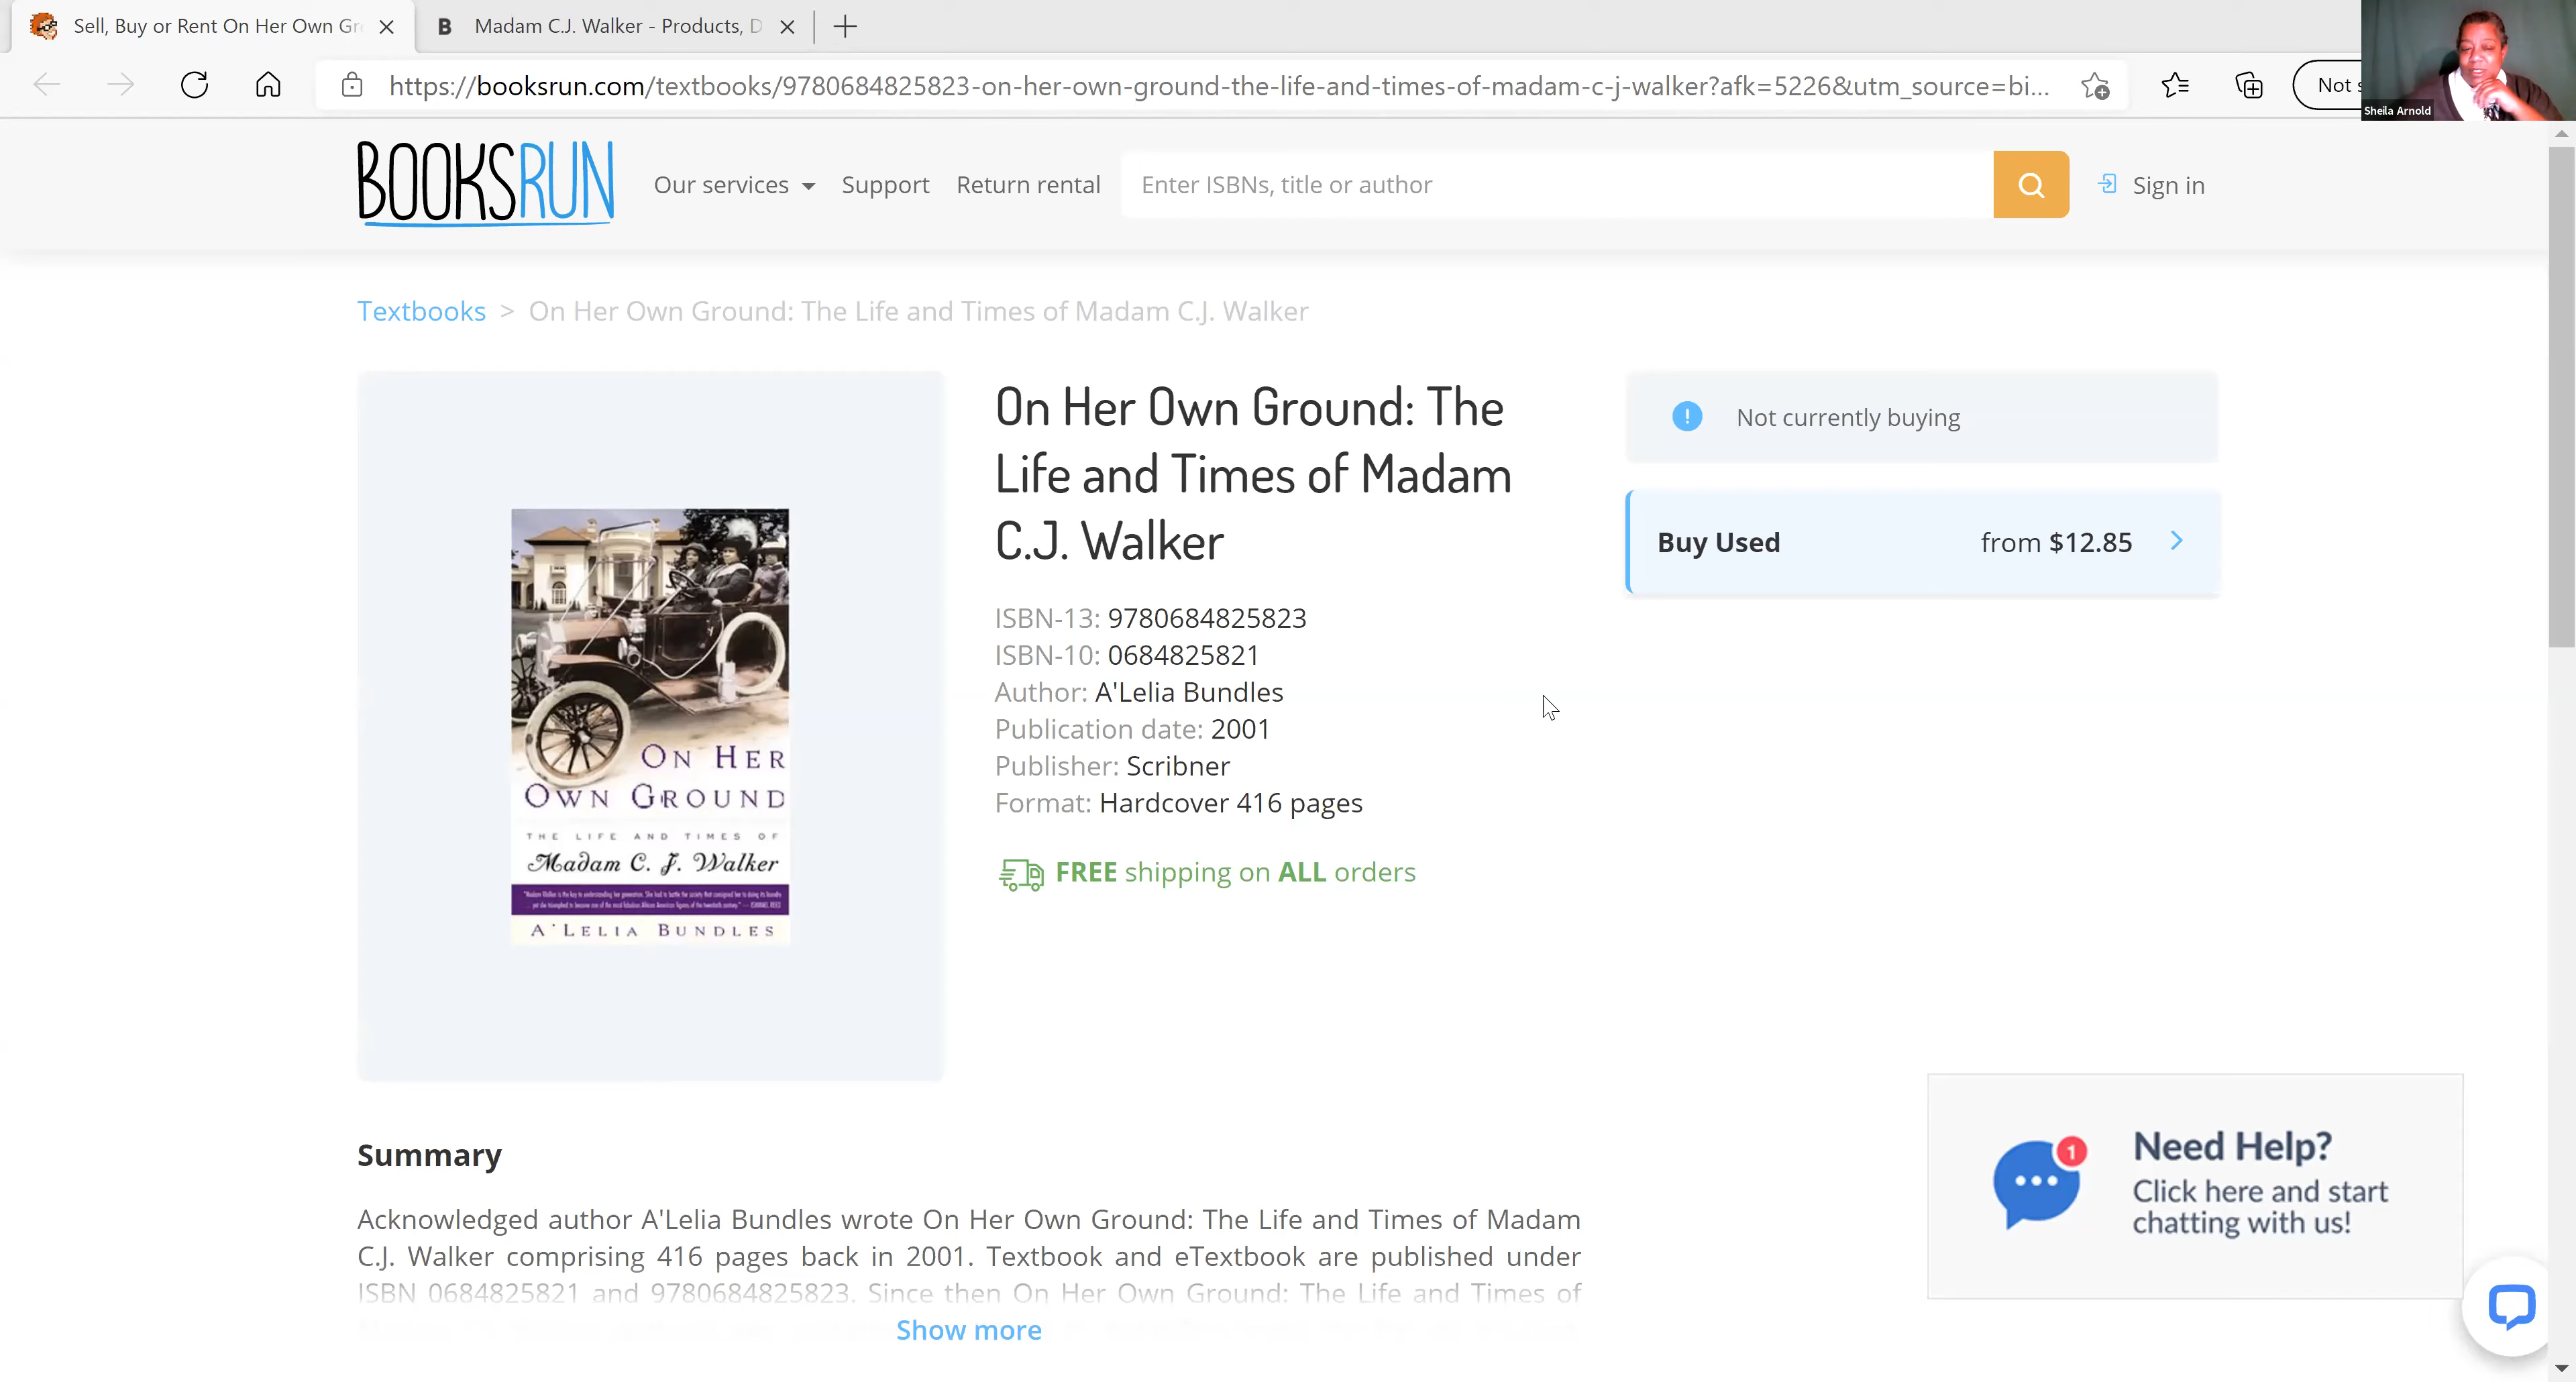 Sell, Buy or Rent On Her Own Gr
B Madam C.J. Walker - Products, D
https://booksrun.com/textbooks/9780684825823-on-her-own-ground-the-life-and-times-of-madam-c-j-walker?afk=5226&utm_source=bi...
Not s
Sheila Arnold
BOOKSRUN
Our services
Support
Return rental
Enter ISBNs, title or author
Sign in
Textbooks > On Her Own Ground: The Life and Times of Madam C.J. Walker
ON HER
OWN GROUND
THE LIFE AND TIMES OF
Madam C. J. Walker
A'LELIA BUNDLES
On Her Own Ground: The
Life and Times of Madam
C.J. Walker
ISBN-13: 9780684825823
ISBN-10: 0684825821
Author: A'Lelia Bundles
Publication date: 2001
Publisher: Scribner
Format: Hardcover 416 pages
FREE shipping on ALL orders
! Not currently buying
Buy Used from $12.85
Summary
Acknowledged author A'Lelia Bundles wrote On Her Own Ground: The Life and Times of Madam
C.J. Walker comprising 416 pages back in 2001. Textbook and eTextbook are published under
ISBN 0684825821 and 9780684825823. Since then On Her Own Ground: The Life and Times of
Show more
1
Need Help?
Click here and start
chatting with us!